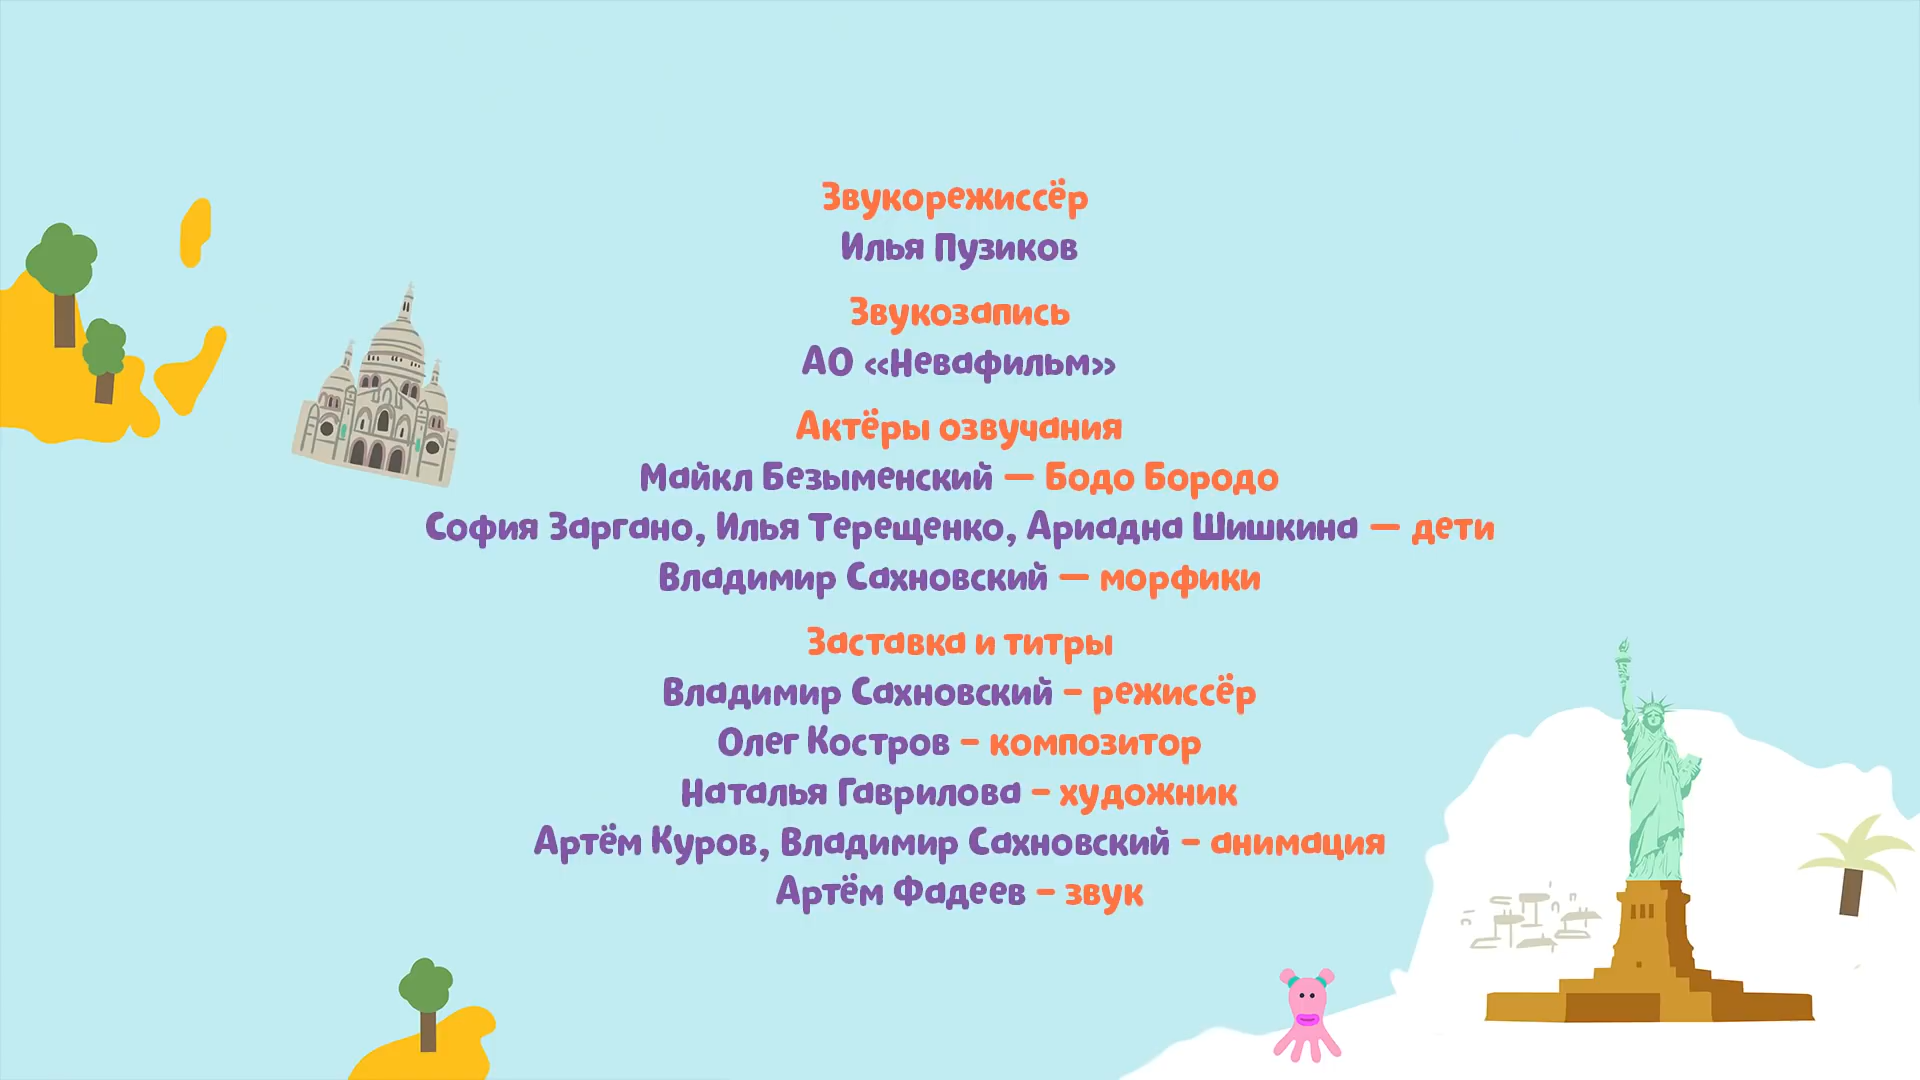 Звукорежиссёр
Илья Пузиков
Звукозапись
АО «Невафильм»
Актёры озвучания
Майкл Безыменский — Бодо Бородо
София Заргано, Илья Терещенко, Ариадна Шишкина — дети
Владимир Сахновский — морфики
Заставка и титры
Владимир Сахновский – режиссёр
Олег Костров – композитор
Наталья Гаврилова – художник
Артём Куров, Владимир Сахновский – анимация
Артём Фадеев – звук